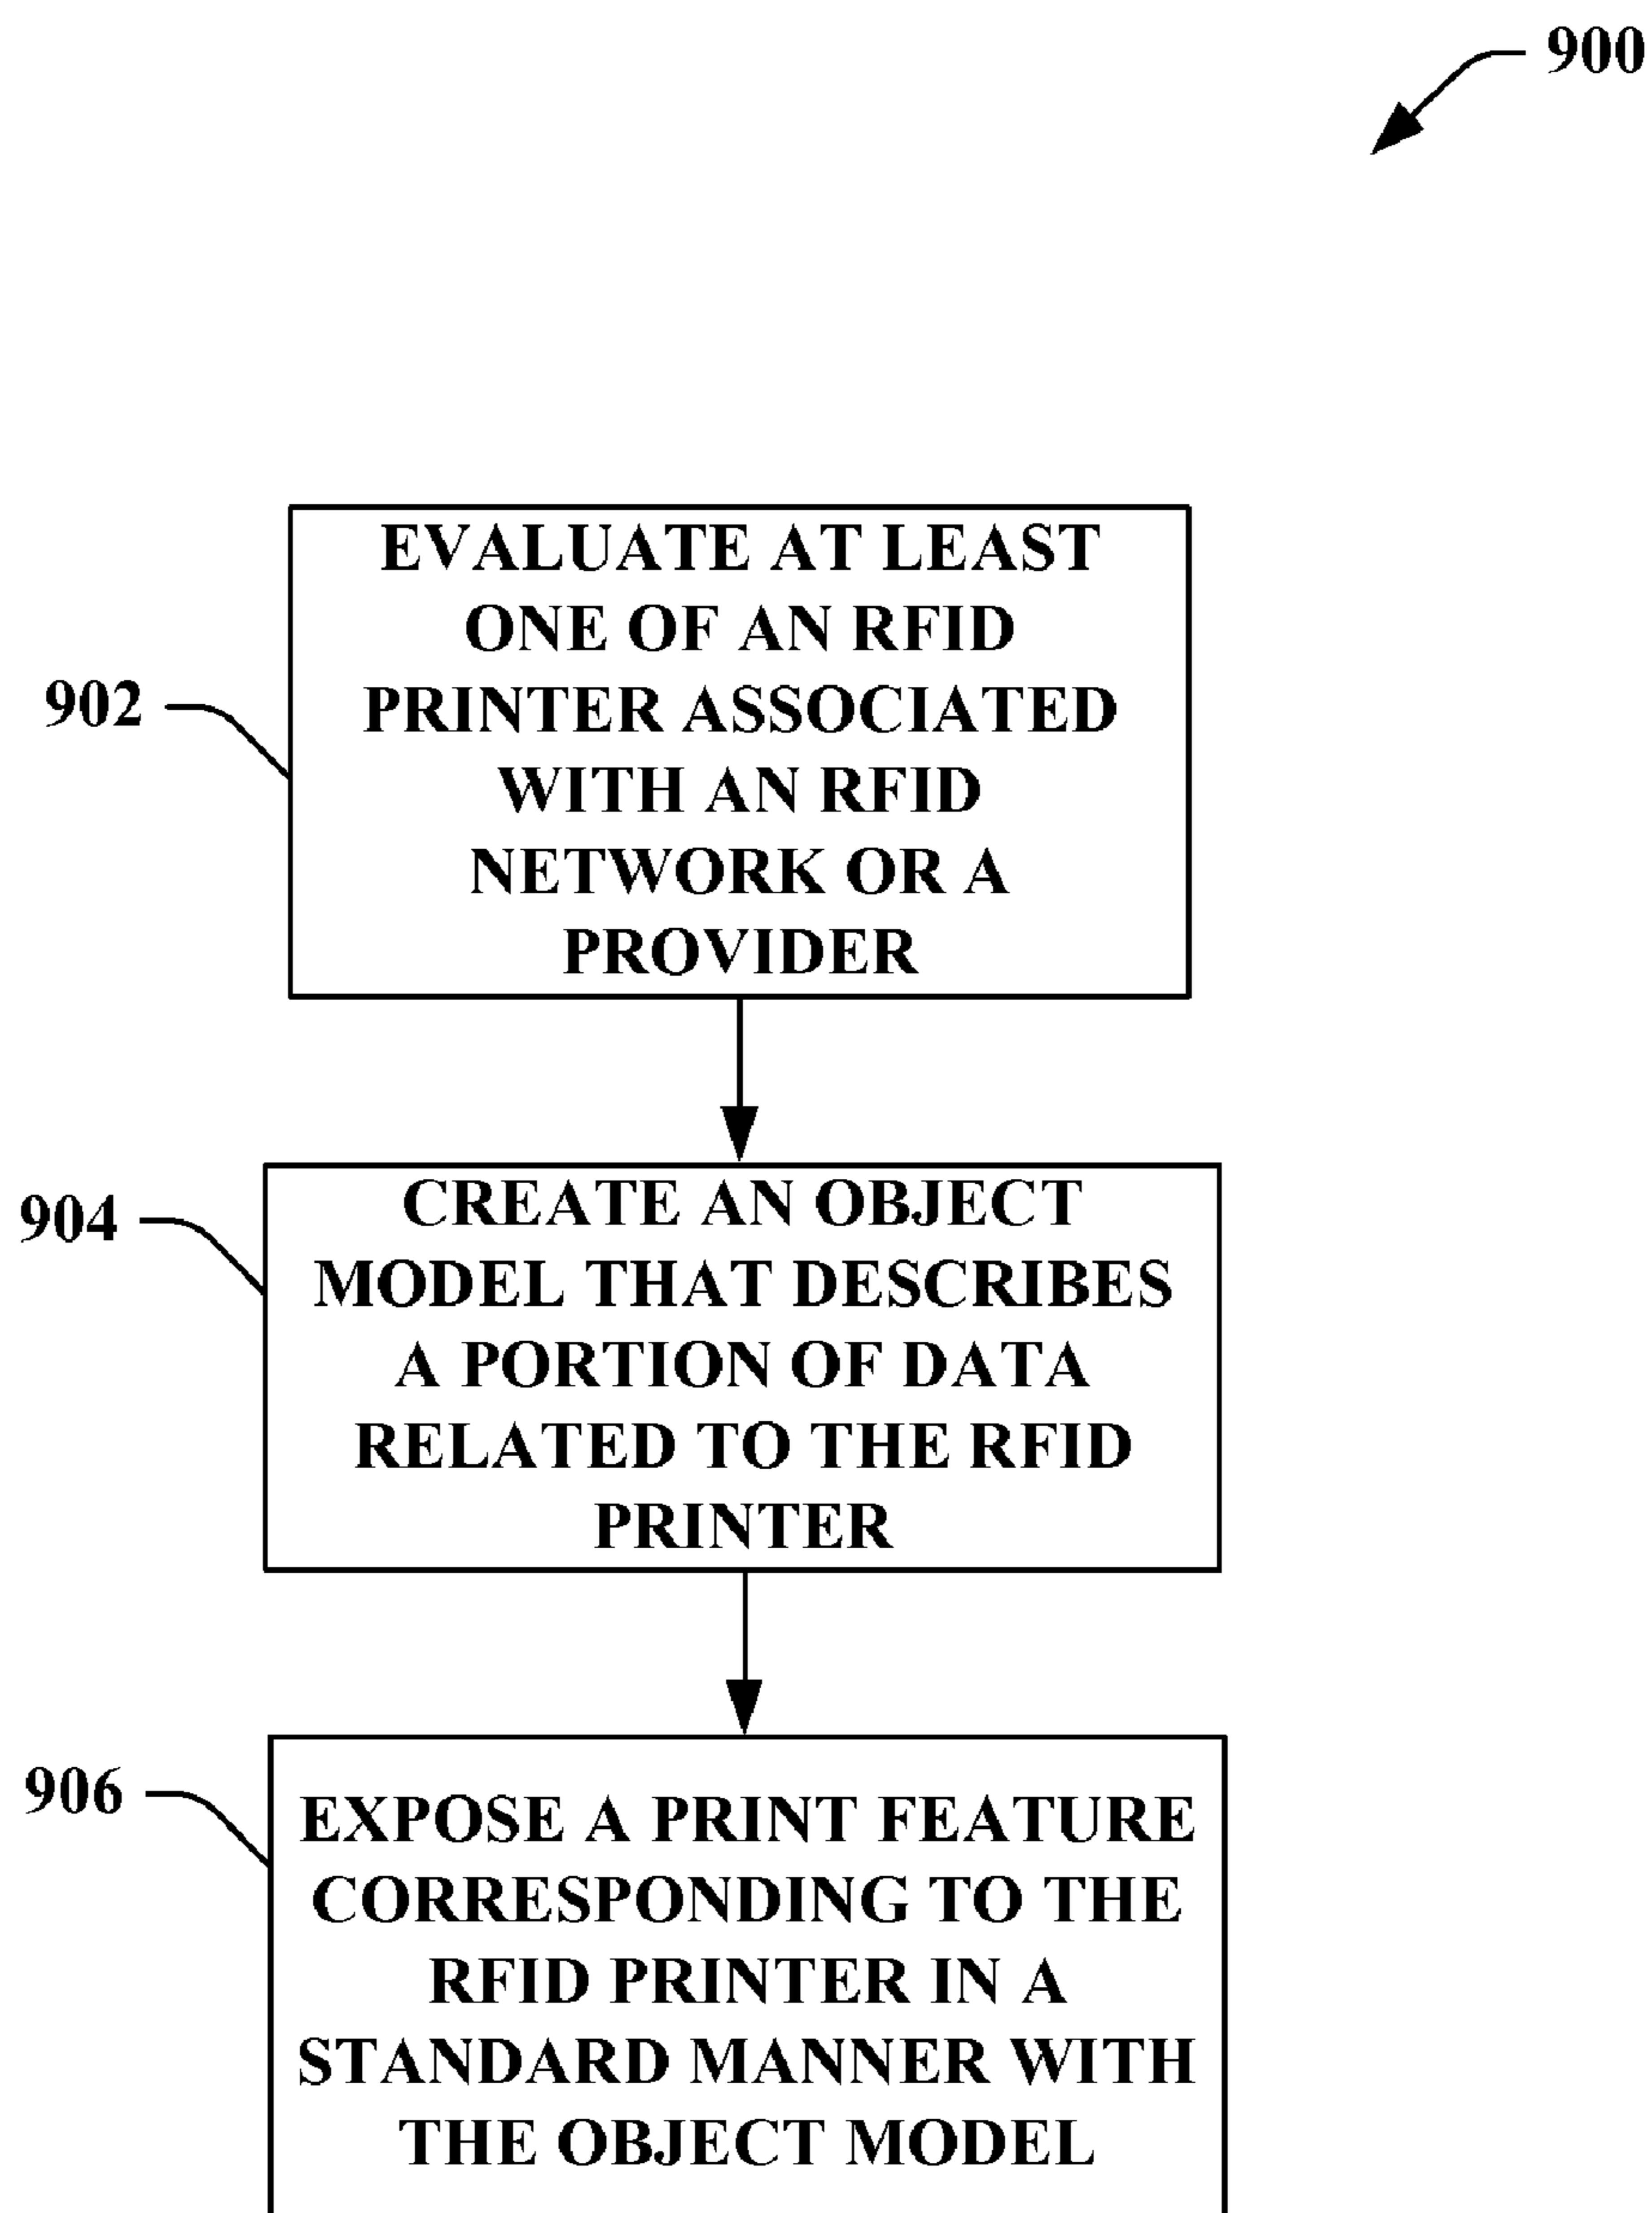 900
EVALUATE AT LEAST
ONE OF AN RFID
PRINTER ASSOCIATED
WITH AN RFID
NETWORK OR A
PROVIDER
902
CREATE AN OBJECT
MODEL THAT DESCRIBES
A PORTION OF DATA
RELATED TO THE RFID
PRINTER
904
EXPOSE A PRINT FEATURE
CORRESPONDING TO THE
RFID PRINTER IN A
STANDARD MANNER WITH
THE OBJECT MODEL
906